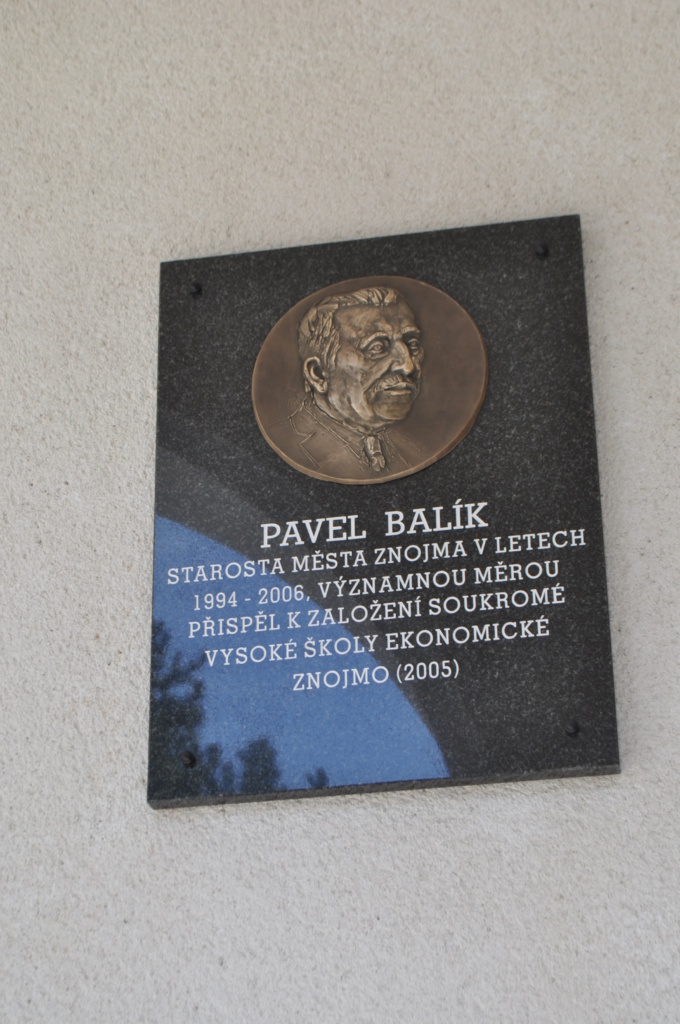 PAVEL BALÍK
STAROSTA MĚSTA ZNOJMA V LETECH
1994 - 2006, VÝZNAMNOU MĚROU
PŘISPĚL K ZALOŽENÍ SOUKROMÉ
VYSOKÉ ŠKOLY EKONOMICKÉ
ZNOJMO (2005)